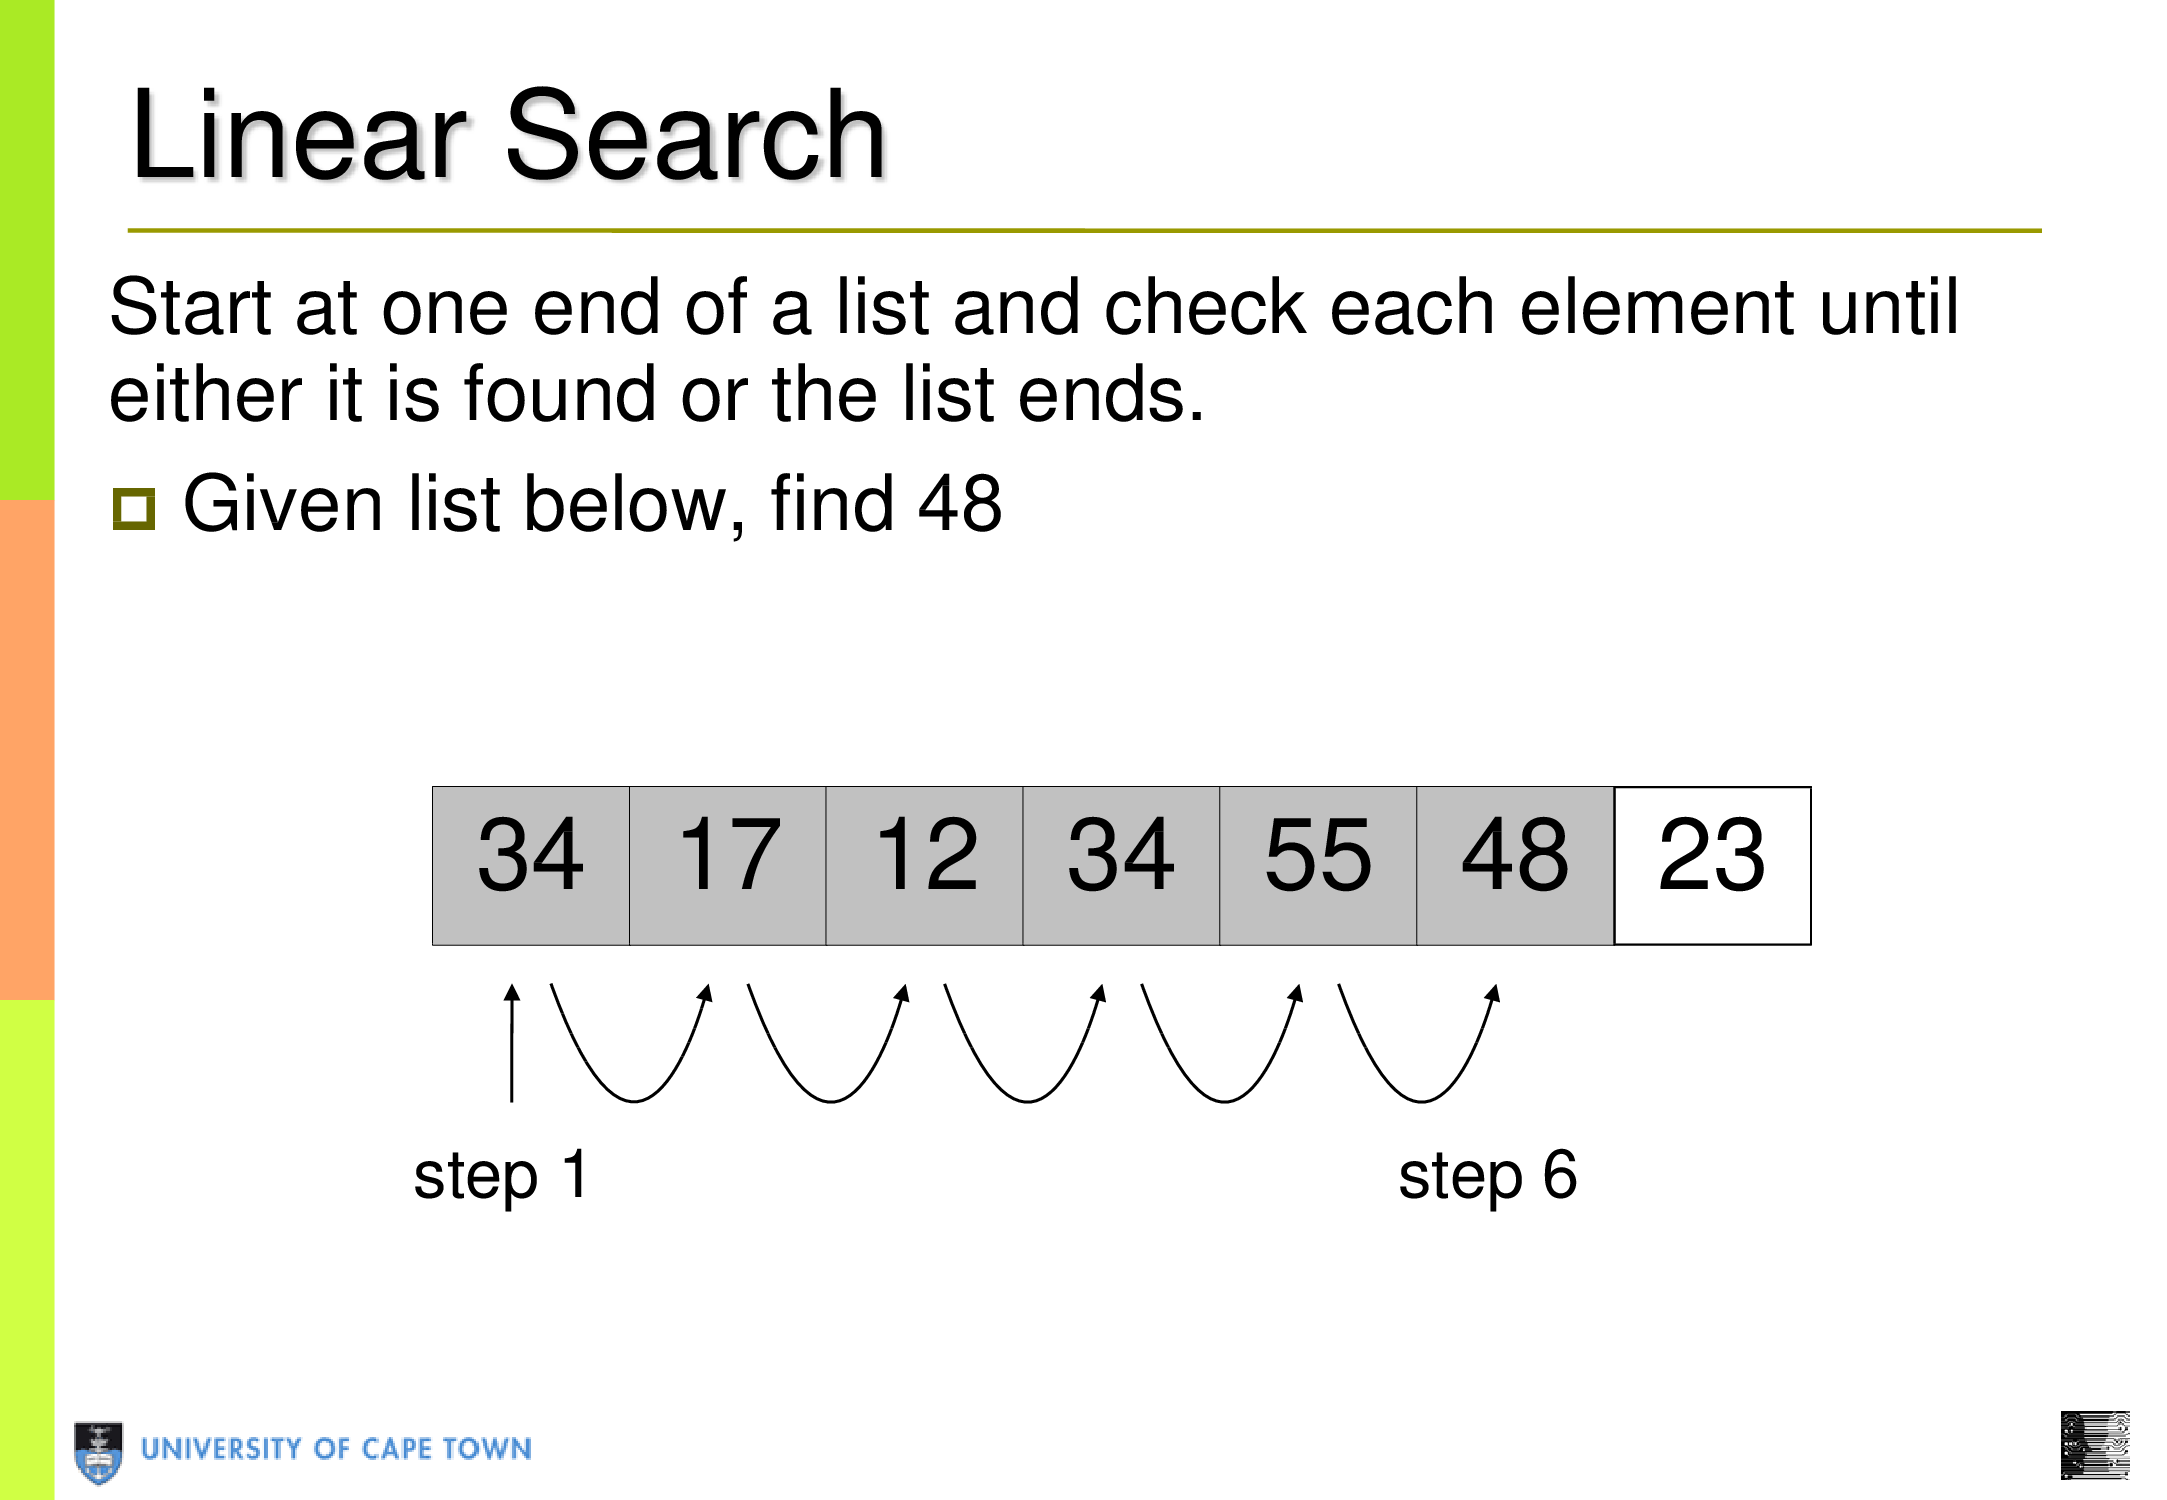 Linear Search
Start at one end of a list and check each element until
either it is found or the list ends.
Given list below, find 48
34 17 12 34 55 48 23
step 1 step 6
UNIVERSITY OF CAPE TOWN